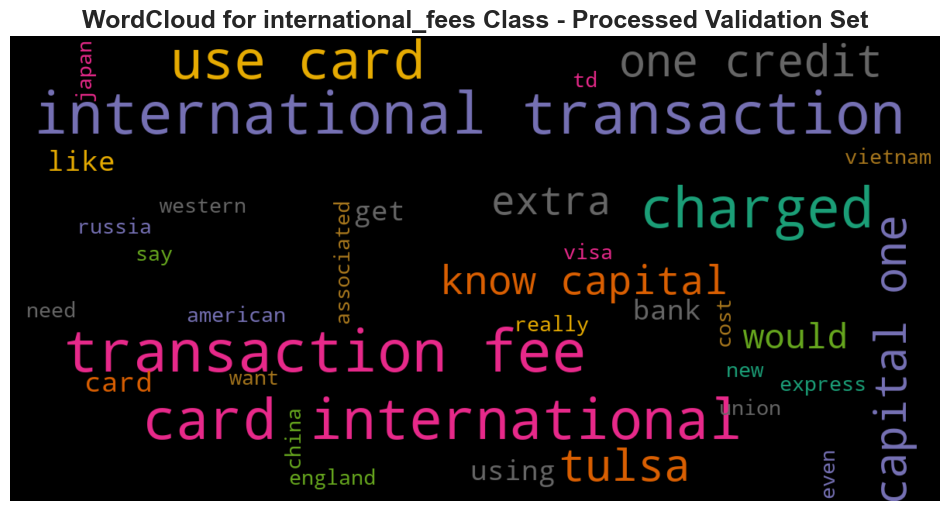 WordCloud for international_fees Class - Processed Validation Set
japan
use card
one credit
td
international transaction
like
vietnam
western
associated
get
extra
charged
russia
say
visa
capital one
know capital
need
american
really
bank
cost
would
transaction fee
card
want
new
express
card international
union
china
england
using
tulsa
even